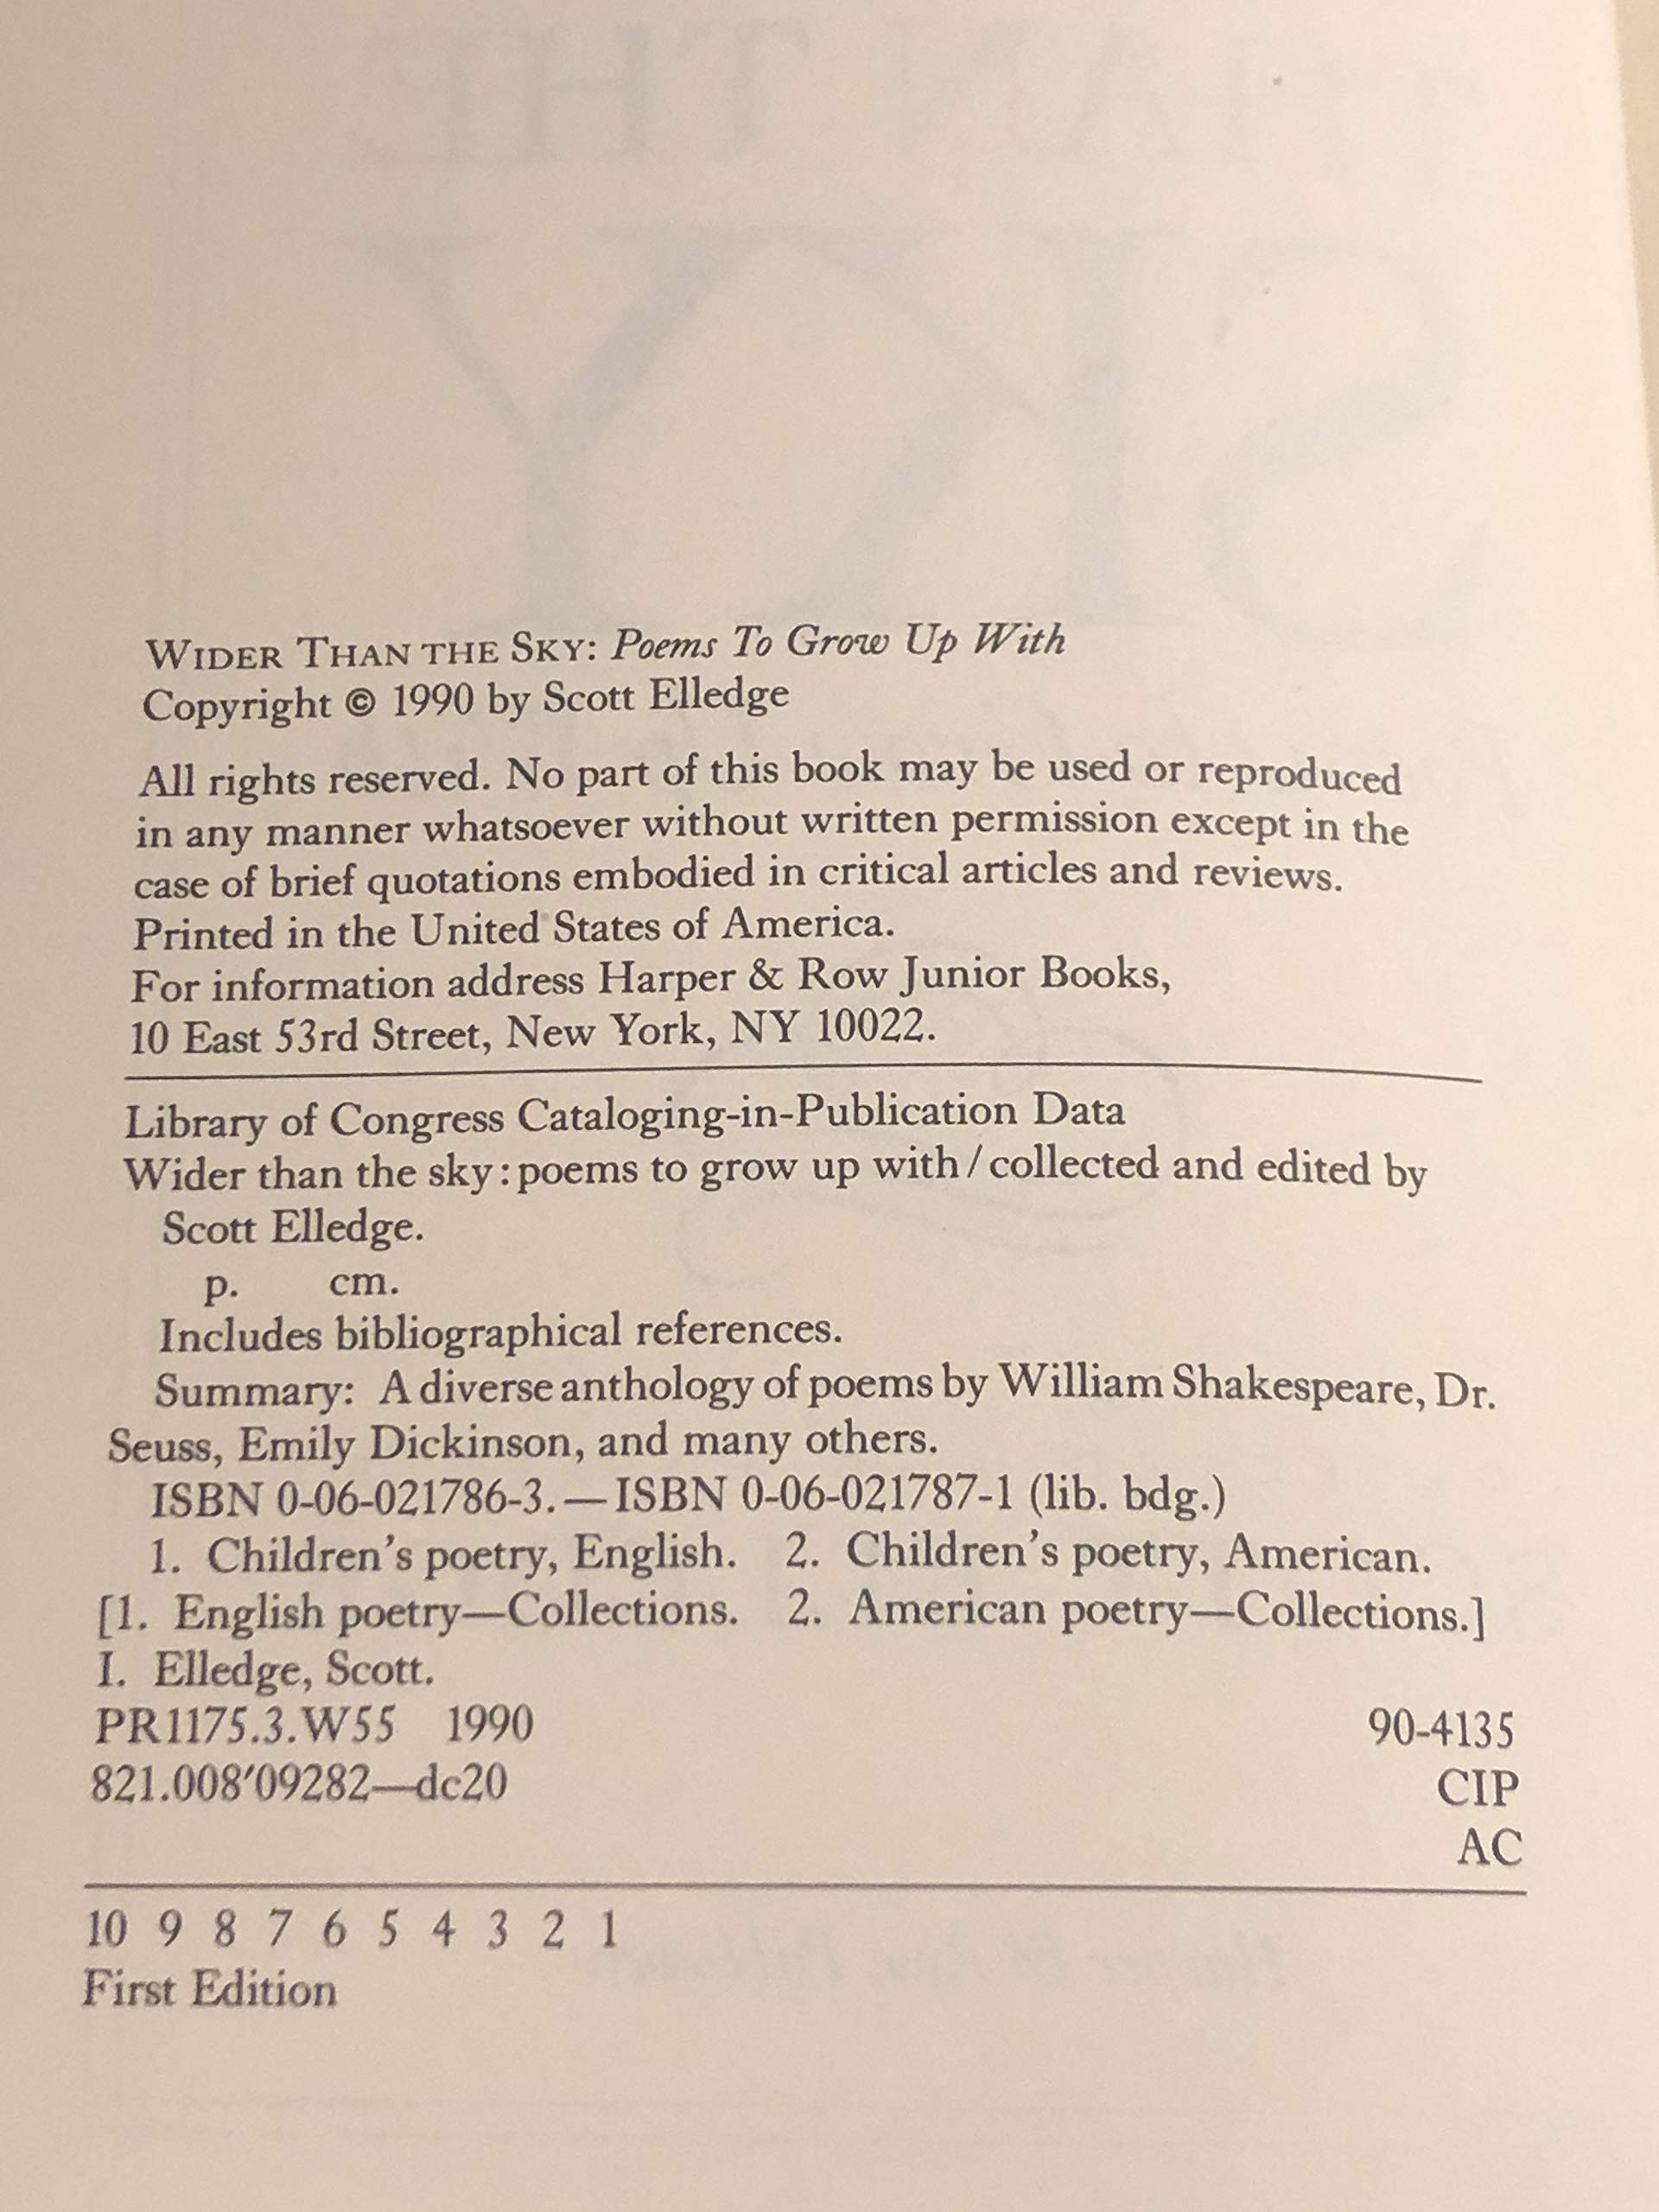 WIDER THAN THE SKY: Poems To Grow Up With
Copyright © 1990 by Scott Elledge
All rights reserved. No part of this book may be used or reproduced
in any manner whatsoever without written permission except in the
case of brief quotations embodied in critical articles and reviews.
Printed in the United States of America.
For information address Harper & Row Junior Books,
10 East 53rd Street, New York, NY 10022.
Library of Congress Cataloging-in-Publication Data
Wider than the sky : poems to grow up with / collected and edited by
Scott Elledge.
p. cm.
Includes bibliographical references.
Summary: A diverse anthology of poems by William Shakespeare, Dr.
Seuss, Emily Dickinson, and many others.
ISBN 0-06-021786-3. — ISBN 0-06-021787-1 (lib. bdg.)
1. Children's poetry, English. 2. Children's poetry, American.
[1. English poetry—Collections. 2. American poetry—Collections.]
I. Elledge, Scott.
PR1175.3.W55 1990 90-4135
821.008'09282—dc20 CIP
AC
10 9 8 7 6 5 4 3 2 1
First Edition